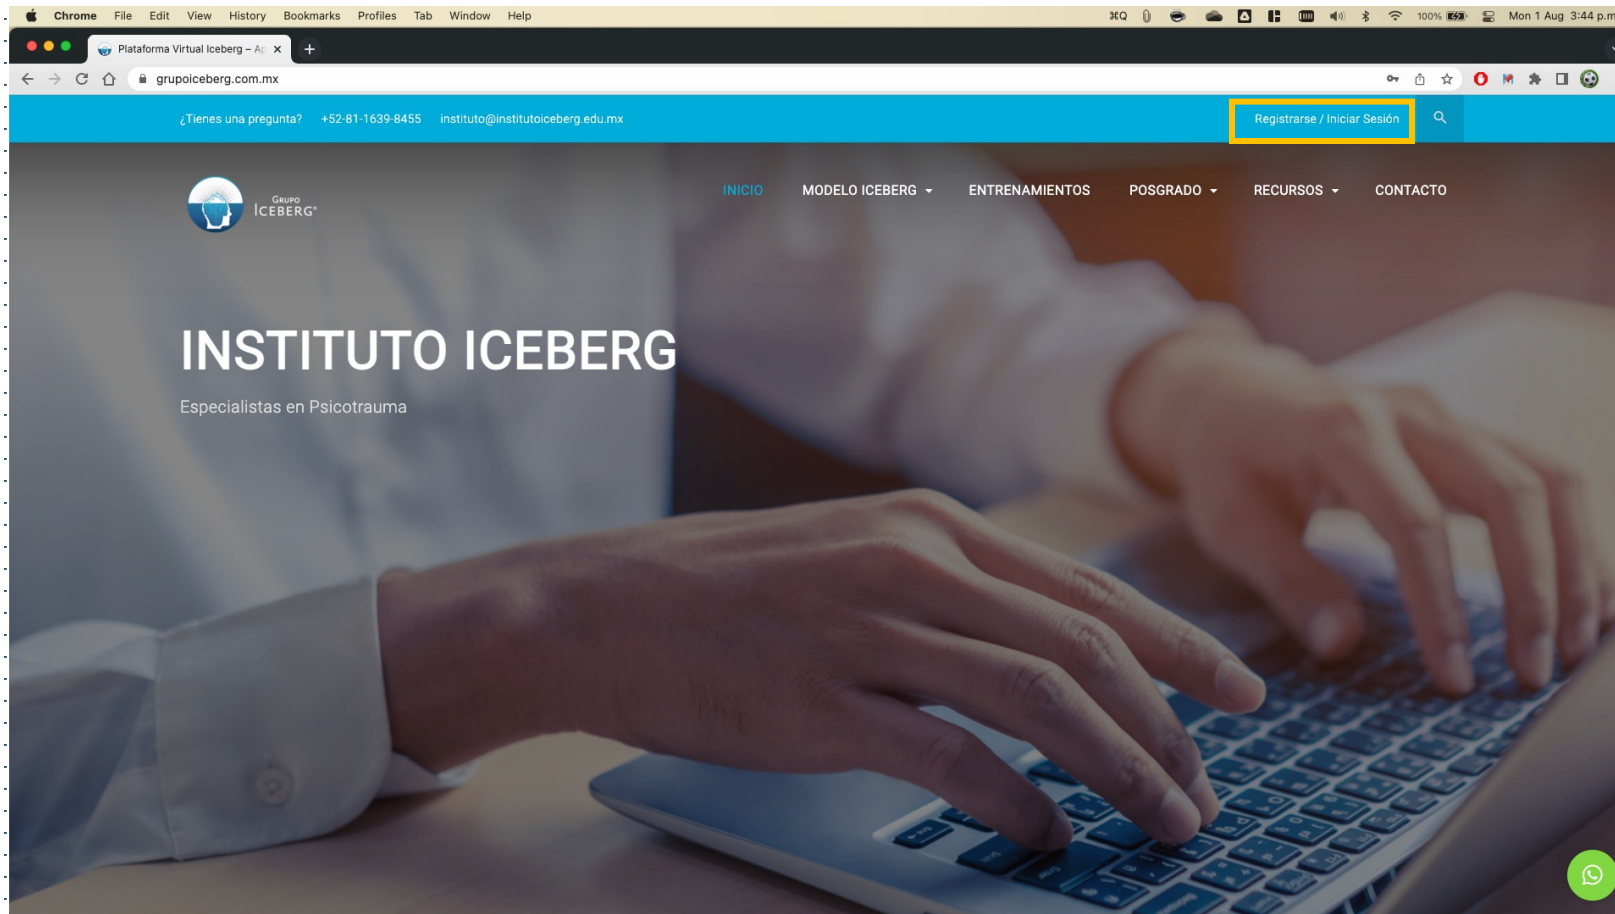 Chrome File Edit View History Bookmarks Profiles Tab Window Help ⌘Q 100% Mon 1 Aug 3:44 p.m
Plataforma Virtual Iceberg – Ap
grupoiceberg.com.mx
¿Tienes una pregunta? +52-81-1639-8455 instituto@institutoiceberg.edu.mx Registrarse / Iniciar Sesión
GRUPO
ICEBERG®
INICIO MODELO ICEBERG ENTRENAMIENTOS POSGRADO RECURSOS CONTACTO
INSTITUTO ICEBERG
Especialistas en Psicotrauma